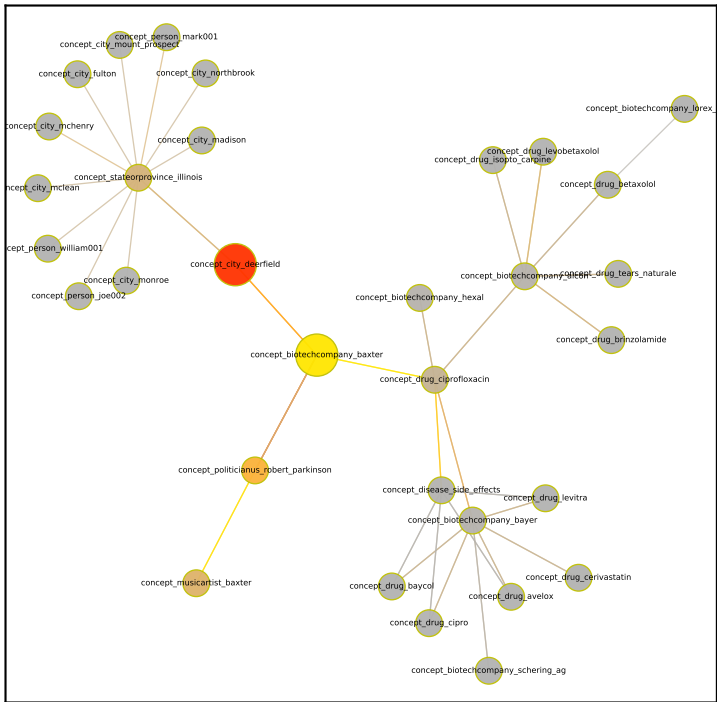 concept_person_mark001
concept_city_mount_prospect
concept_city_fulton
concept_city_northbrook
concept_biotechcompany_lorex_
concept_city_mchenry
concept_city_madison
concept_drug_levobetaxolol
concept_drug_isopto_carpine
concept_stateorprovince_illinois
concept_drug_betaxolol
ncept_city_mclean
cept_person_william001
concept_city_deerfield
concept_biotechcompany_alcon
concept_drug_tears_naturale
concept_city_monroe
concept_person_joe002
concept_biotechcompany_hexal
concept_drug_brinzolamide
concept_biotechcompany_baxter
concept_drug_ciprofloxacin
concept_politicianus_robert_parkinson
concept_disease_side_effects
concept_drug_levitra
concept_biotechcompany_bayer
concept_musicartist_baxter
concept_drug_baycol
concept_drug_cerivastatin
concept_drug_avelox
concept_drug_cipro
concept_biotechcompany_schering_ag